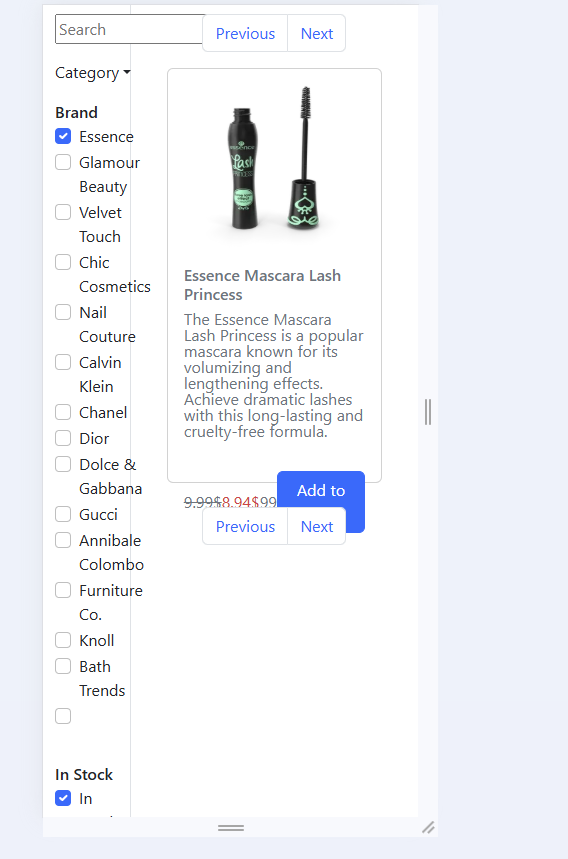 Search
Previous
Next
Category
Brand
Essence
Glamour
Beauty
Velvet
Touch
Chic
Cosmetics
Nail
Couture
Calvin
Klein
Chanel
Dior
Dolce &
Gabbana
Gucci
Annibale
Colombo
Furniture
Co.
Knoll
Bath
Trends
In Stock
In
essence
Lash
PRINCESS
Essence Mascara Lash
Princess
The Essence Mascara
Lash Princess is a popular
mascara known for its
volumizing and
lengthening effects.
Achieve dramatic lashes
with this long-lasting and
cruelty-free formula.
9.99$8.94$99
Add to
Previous
Next